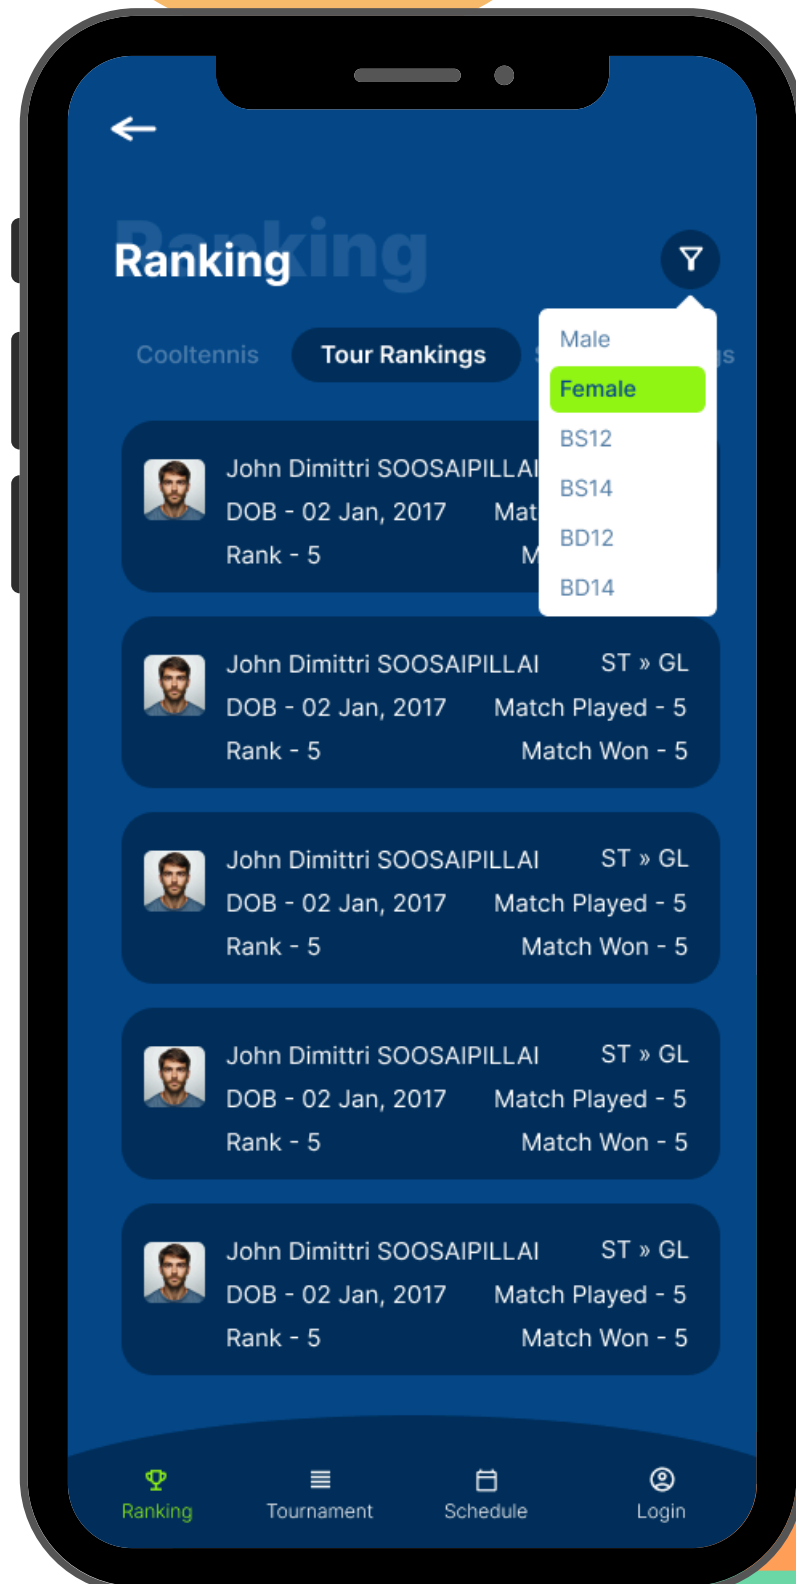 Ranking
Ranking
Cooltennis Tour Rankings
Male
Female
BS12
BS14
BD12
BD14
John Dimittri SOOSAIPILLAI
DOB - 02 Jan, 2017
Rank - 5
John Dimittri SOOSAIPILLAI ST » GL
DOB - 02 Jan, 2017 Match Played - 5
Rank - 5 Match Won - 5
John Dimittri SOOSAIPILLAI ST » GL
DOB - 02 Jan, 2017 Match Played - 5
Rank - 5 Match Won - 5
John Dimittri SOOSAIPILLAI ST » GL
DOB - 02 Jan, 2017 Match Played - 5
Rank - 5 Match Won - 5
John Dimittri SOOSAIPILLAI ST » GL
DOB - 02 Jan, 2017 Match Played - 5
Rank - 5 Match Won - 5
Ranking Tournament Schedule Login